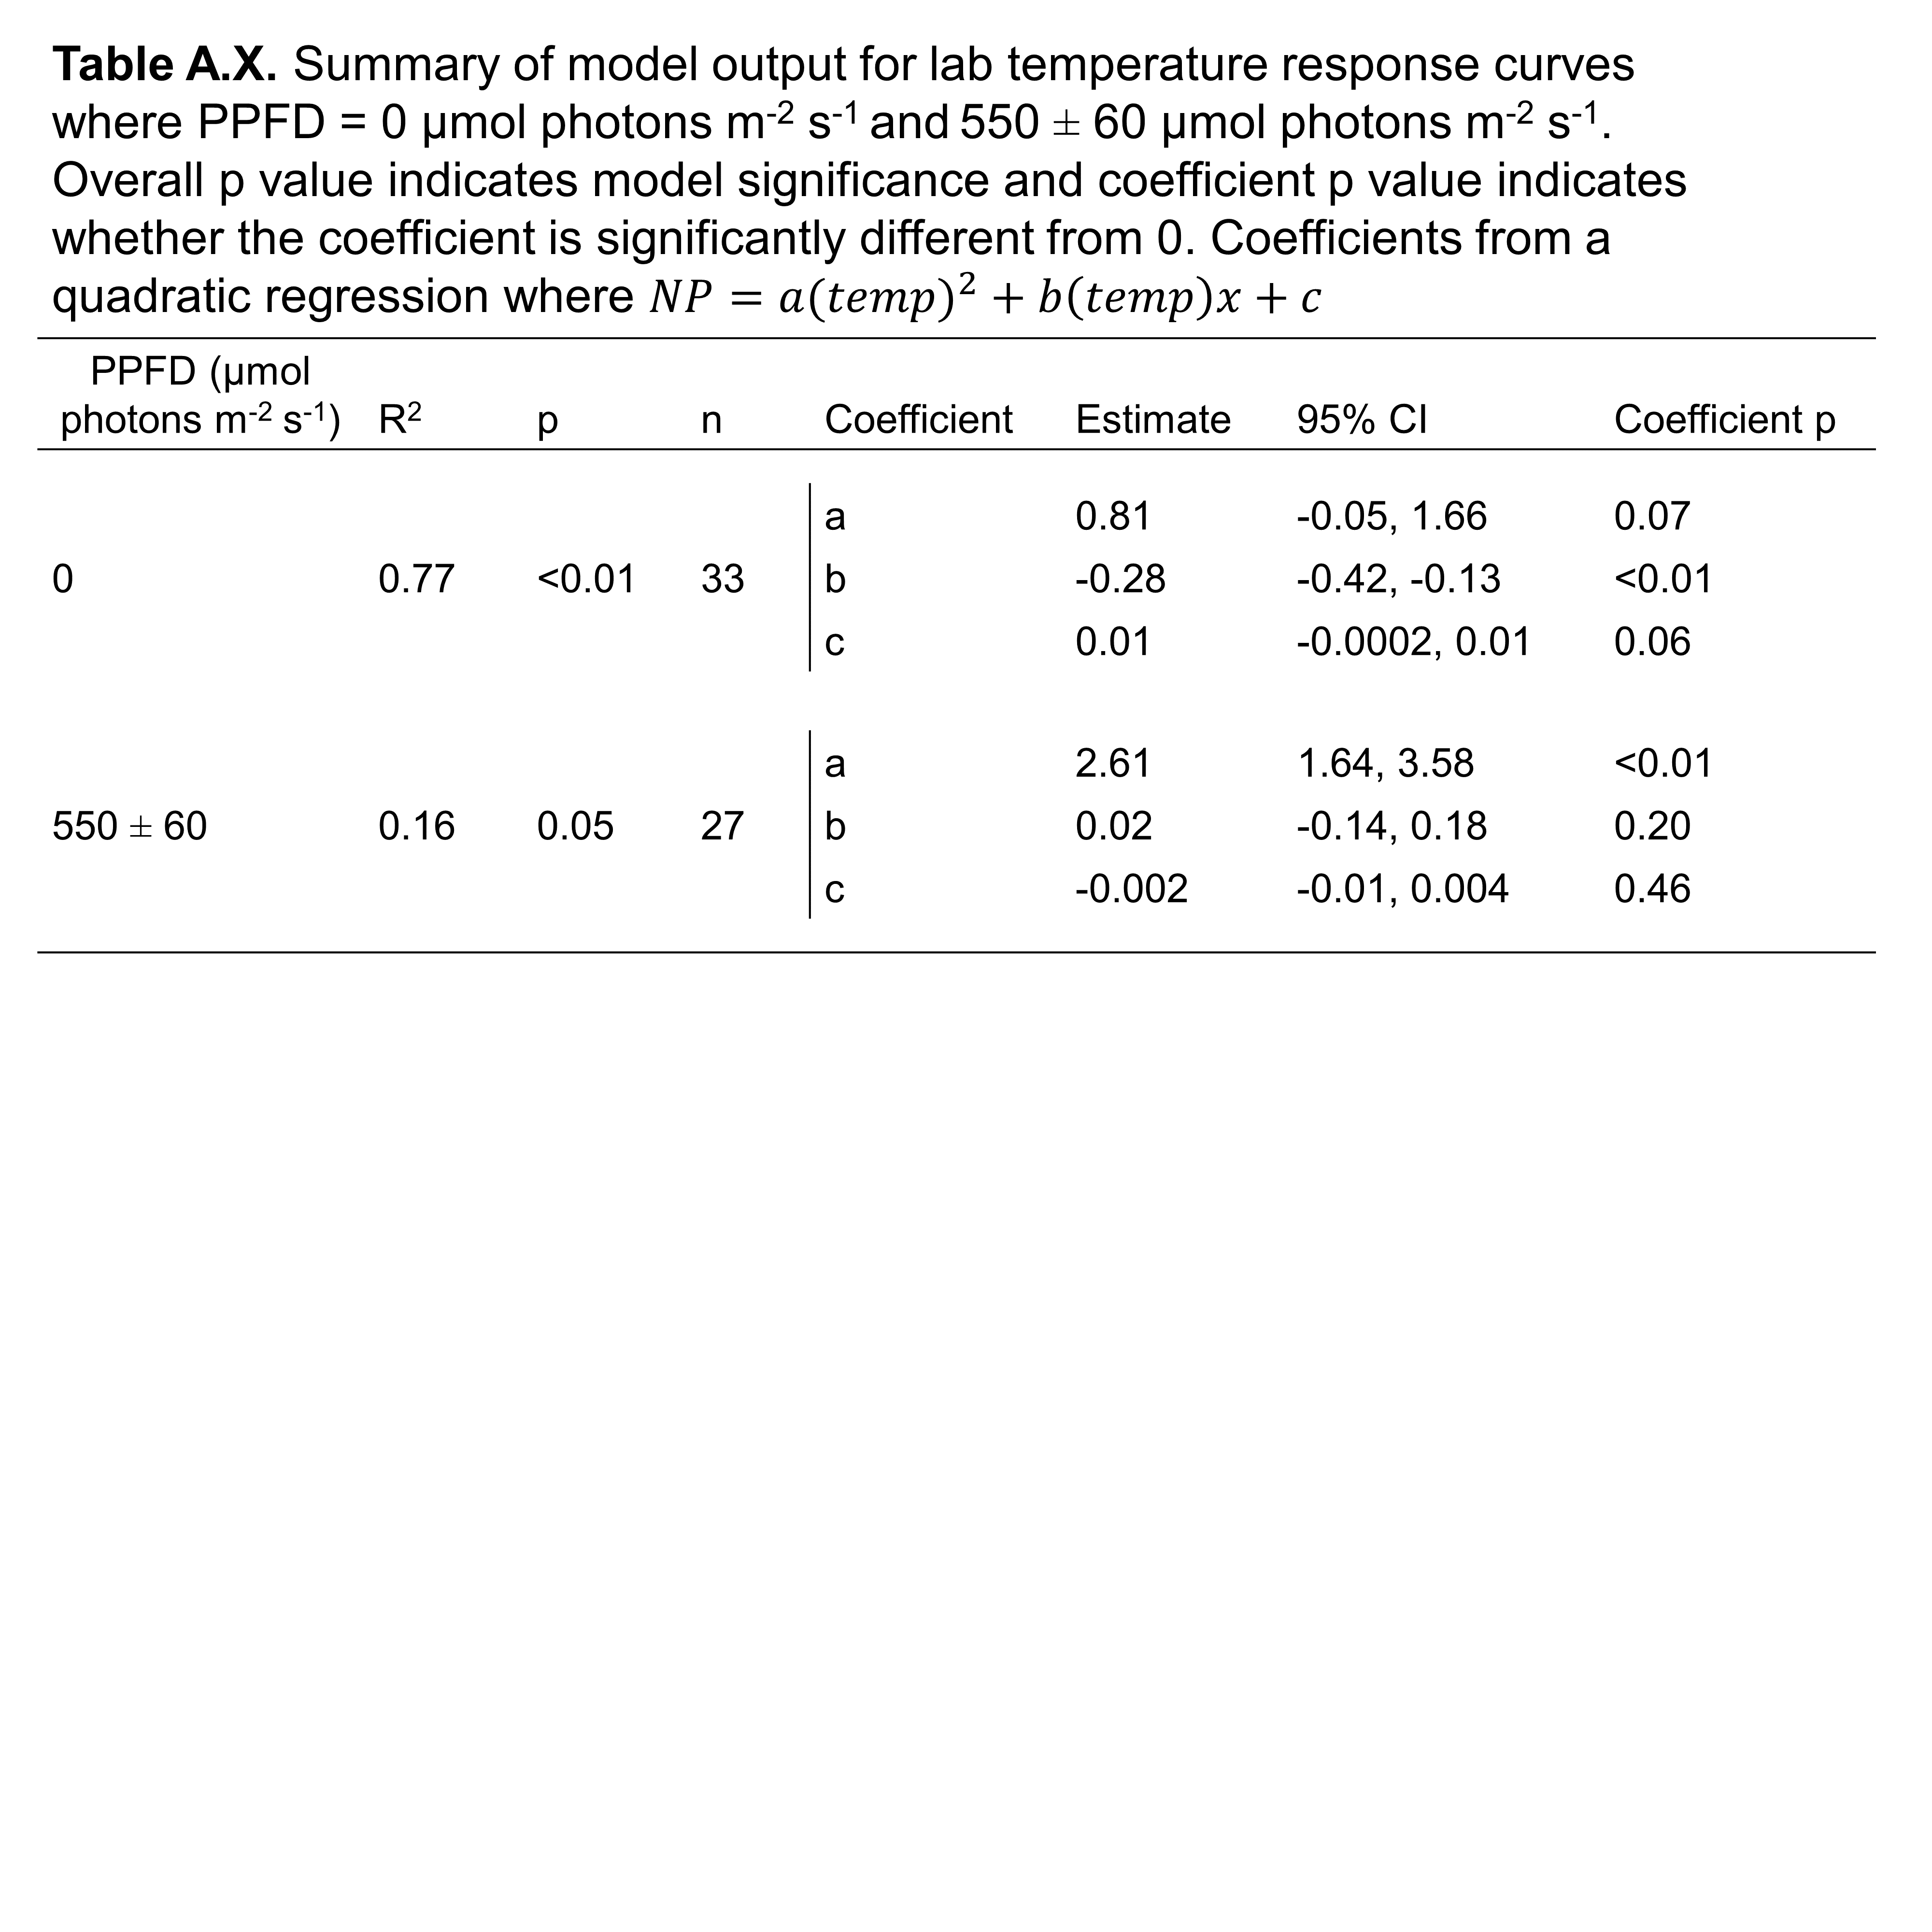 Table A.X. Summary of model output for lab temperature response curves
where PPFD = 0 µmol photons m⁻² s⁻¹ and 550 ± 60 µmol photons m⁻² s⁻¹.
Overall p value indicates model significance and coefficient p value indicates
whether the coefficient is significantly different from 0. Coefficients from a
quadratic regression where NP = a(temp)² + b(temp)x + c
PPFD (µmol
photons m⁻² s⁻¹) R² p n Coefficient Estimate 95% CI Coefficient p
a 0.81 -0.05, 1.66 0.07
0 0.77 <0.01 33 b -0.28 -0.42, -0.13 <0.01
c 0.01 -0.0002, 0.01 0.06
a 2.61 1.64, 3.58 <0.01
550 ± 60 0.16 0.05 27 b 0.02 -0.14, 0.18 0.20
c -0.002 -0.01, 0.004 0.46